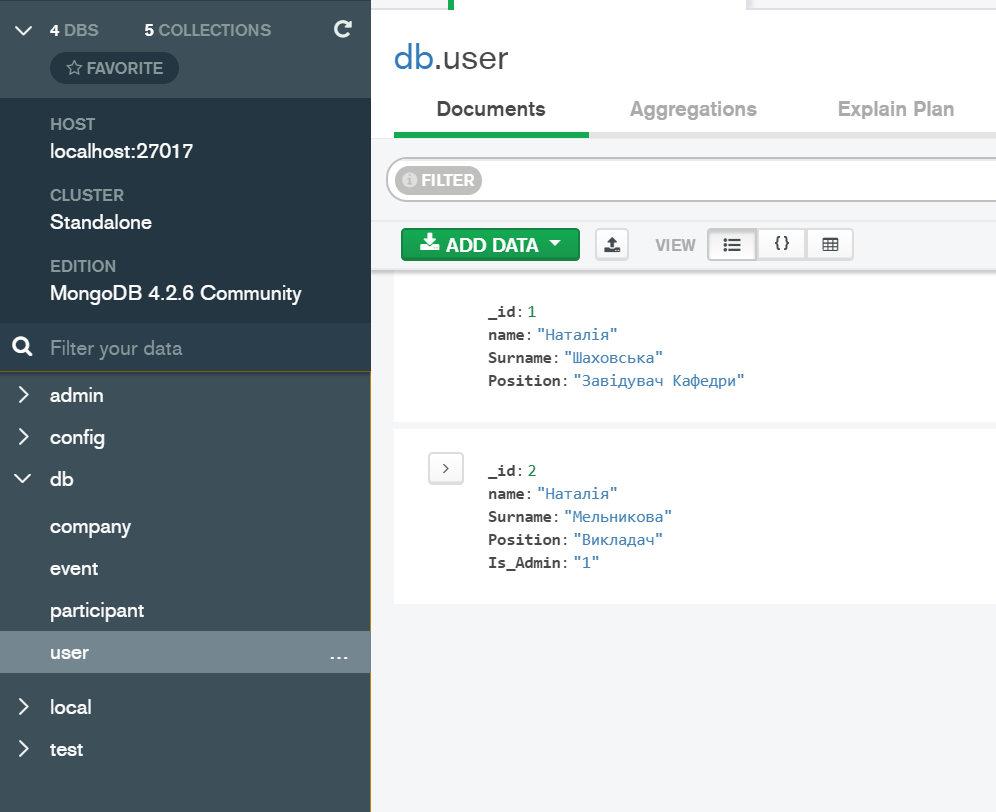 4 DBS 5 COLLECTIONS
FAVORITE
HOST
localhost:27017
CLUSTER
Standalone
EDITION
MongoDB 4.2.6 Community
Filter your data
admin
config
db
company
event
participant
user ...
local
test
db.user
Documents Aggregations Explain Plan
FILTER
ADD DATA VIEW {}
_id: 1
name: "Наталія"
Surname: "Шаховська"
Position: "Завідувач Кафедри"
_id: 2
name: "Наталія"
Surname: "Мельникова"
Position: "Викладач"
Is_Admin: "1"